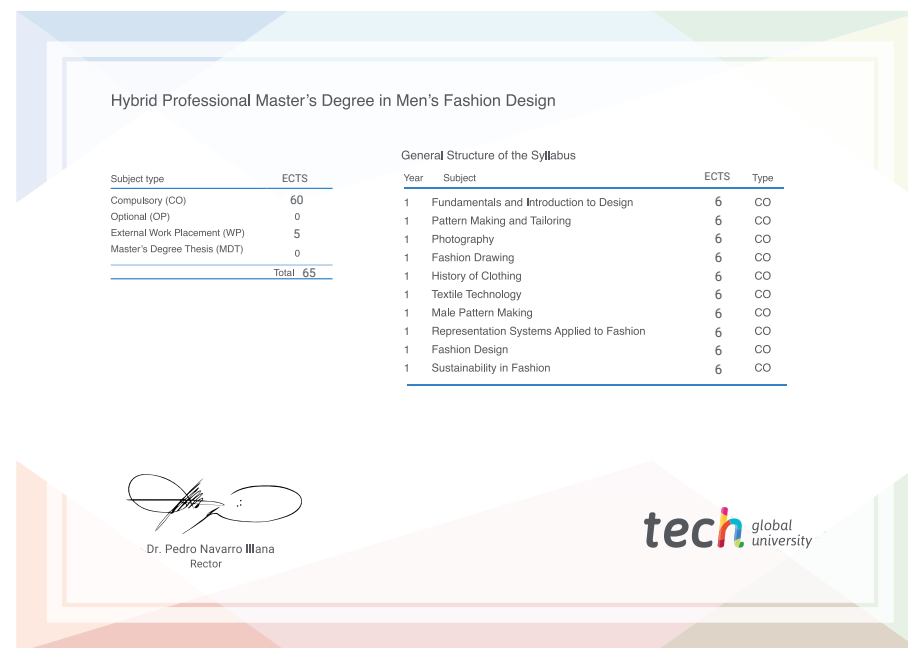 Hybrid Professional Master's Degree in Men's Fashion Design
Subject type ECTS
Compulsory (CO) 60
Optional (OP) 0
External Work Placement (WP) 5
Master's Degree Thesis (MDT) 0
Total 65
General Structure of the Syllabus
Year Subject ECTS Type
1 Fundamentals and Introduction to Design 6 CO
1 Pattern Making and Tailoring 6 CO
1 Photography 6 CO
1 Fashion Drawing 6 CO
1 History of Clothing 6 CO
1 Textile Technology 6 CO
1 Male Pattern Making 6 CO
1 Representation Systems Applied to Fashion 6 CO
1 Fashion Design 6 CO
1 Sustainability in Fashion 6 CO
Dr. Pedro Navarro Illana
Rector
tech global
university